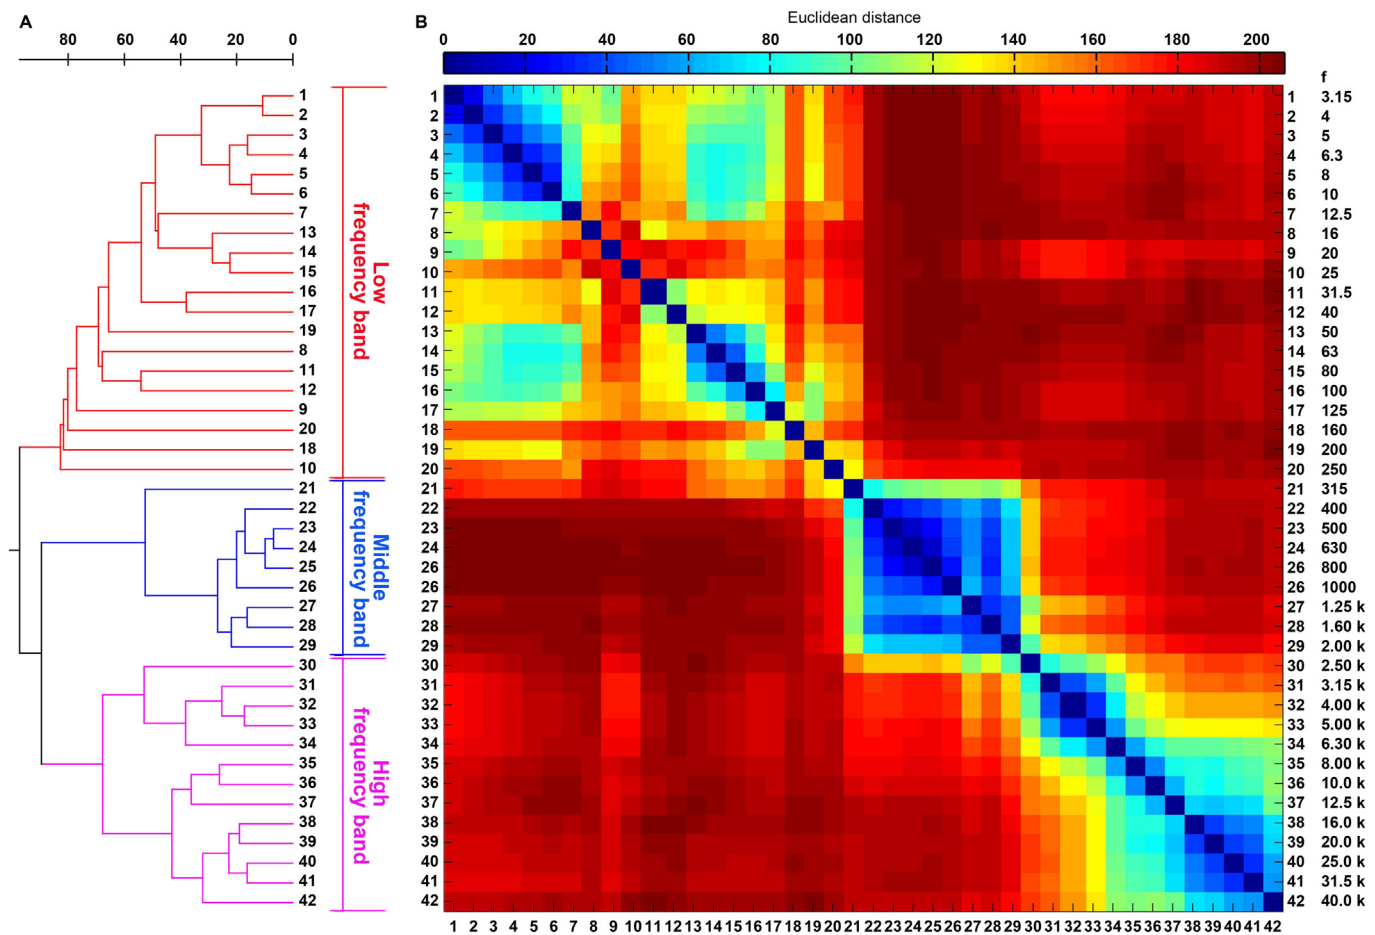 A
80 60 40 20 0
1
2
3
4
5
6
7
13
14
15
16
17
19
8
11
12
9
20
18
10
21
22
23
24
25
26
27
28
29
30
31
32
33
34
35
36
37
38
39
40
41
42
Low
frequency band
Middle
frequency band
High
frequency band
B
Euclidean distance
0 20 40 60 80 100 120 140 160 180 200
f
1 1 3.15
2 2 4
3 3 5
4 4 6.3
5 5 8
6 6 10
7 7 12.5
8 8 16
9 9 20
10 10 25
11 11 31.5
12 12 40
13 13 50
14 14 63
15 15 80
16 16 100
17 17 125
18 18 160
19 19 200
20 20 250
21 21 315
22 22 400
23 23 500
24 24 630
26 26 800
26 26 1000
27 27 1.25 k
28 28 1.60 k
29 29 2.00 k
30 30 2.50 k
31 31 3.15 k
32 32 4.00 k
33 33 5.00 k
34 34 6.30 k
35 35 8.00 k
36 36 10.0 k
37 37 12.5 k
38 38 16.0 k
39 39 20.0 k
40 40 25.0 k
41 41 31.5 k
42 42 40.0 k
1 2 3 4 5 6 7 8 9 10 11 12 13 14 15 16 17 18 19 20 21 22 23 24 25 26 27 28 29 30 31 32 33 34 35 36 37 38 39 40 41 42